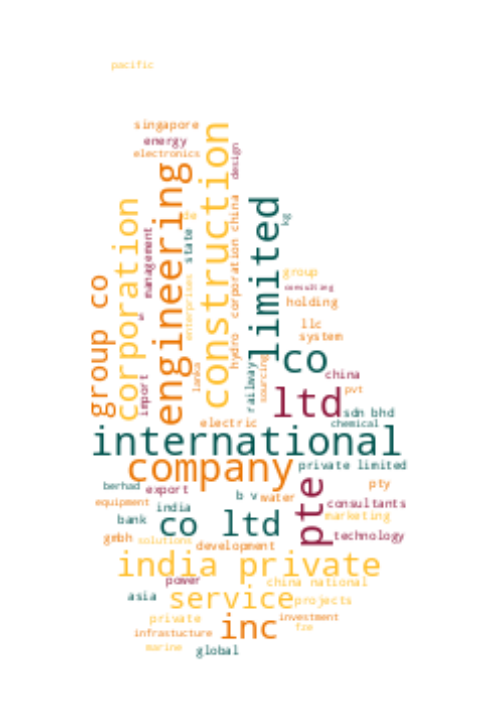 pacific
singapore
energy
electronics
design
construction
engineering
limited
corporation
group co
management
state
de
enterprises
corporation china
hydro
kg
group
consulting
holding
llc
system
co
china
pvt
lanka
railway
sourcing
import
ltd
sdn bhd
chemical
electric
international
company
private limited
pte
pty
berhad
export
equipment
india
b v
water
consultants
marketing
bank
co ltd
technology
gmbh
solutions
development
india private
power
china national
asia
service
projects
private
inc
investment
fze
infrastucture
marine
global